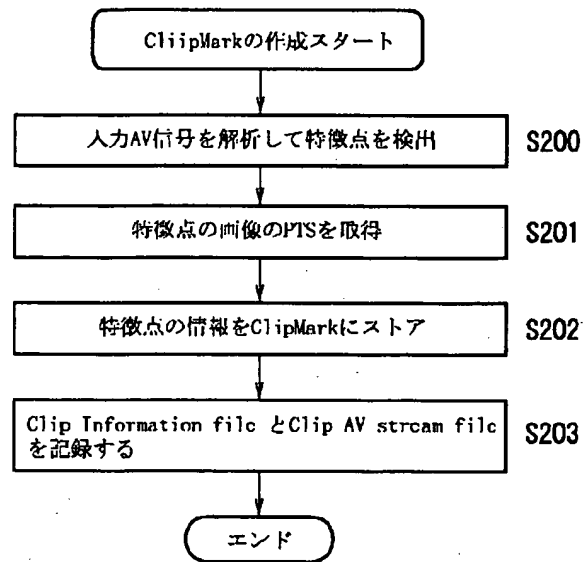 CliipMarkの作成スタート
入力AV信号を解析して特徴点を検出
S200
特徴点の画像のPTSを取得
S201
特徴点の情報をClipMarkにストア
S202
Clip Information file とClip AV stream file
を記録する
S203
エンド